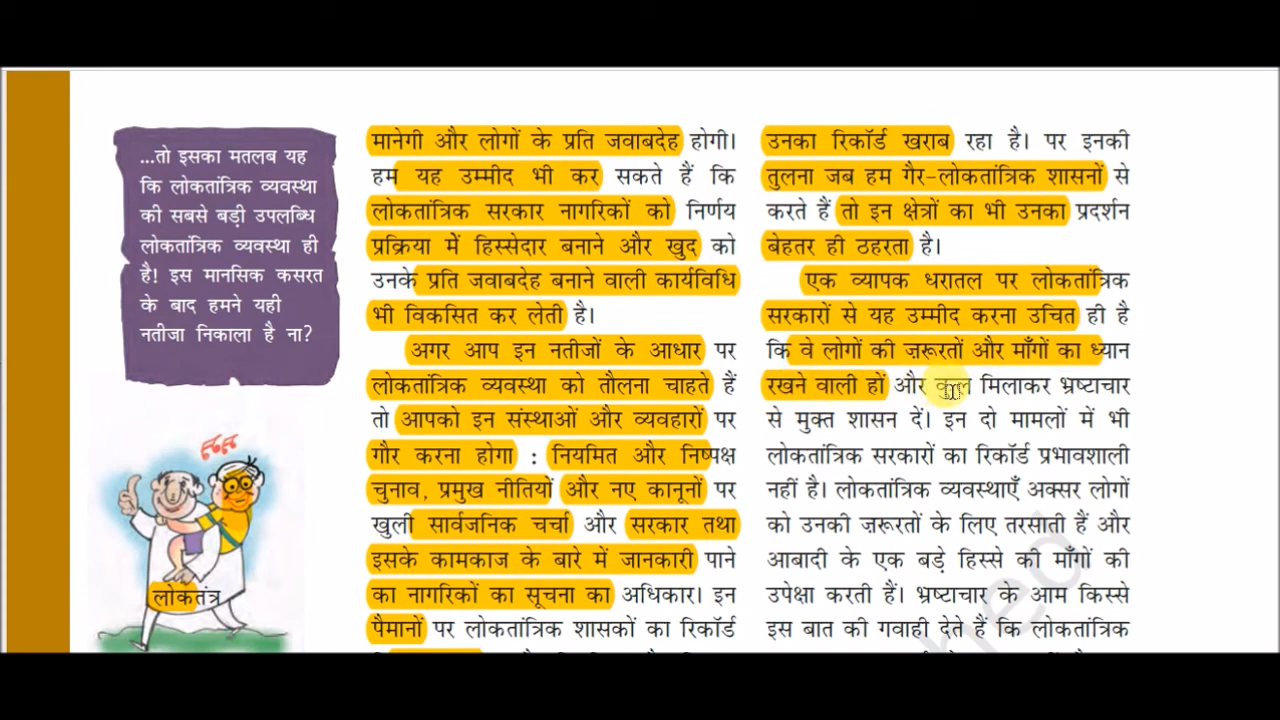 ...तो इसका मतलब यह
कि लोकतांत्रिक व्यवस्था
की सबसे बड़ी उपलब्धि
लोकतांत्रिक व्यवस्था ही
है! इस मानसिक कसरत
के बाद हमने यही
नतीजा निकाला है ना?
लोकतंत्र
मानेगी और लोगों के प्रति जवाबदेह होगी।
हम यह उम्मीद भी कर सकते हैं कि
लोकतांत्रिक सरकार नागरिकों को निर्णय
प्रक्रिया में हिस्सेदार बनाने और खुद को
उनके प्रति जवाबदेह बनाने वाली कार्यविधि
भी विकसित कर लेती है।
अगर आप इन नतीजों के आधार पर
लोकतांत्रिक व्यवस्था को तौलना चाहते हैं
तो आपको इन संस्थाओं और व्यवहारों पर
गौर करना होगा : नियमित और निष्पक्ष
चुनाव, प्रमुख नीतियों और नए कानूनों पर
खुली सार्वजनिक चर्चा और सरकार तथा
इसके कामकाज के बारे में जानकारी पाने
का नागरिकों का सूचना का अधिकार। इन
पैमानों पर लोकतांत्रिक शासकों का रिकॉर्ड
उनका रिकॉर्ड खराब रहा है। पर इनकी
तुलना जब हम गैर-लोकतांत्रिक शासनों से
करते हैं तो इन क्षेत्रों का भी उनका प्रदर्शन
बेहतर ही ठहरता है।
एक व्यापक धरातल पर लोकतांत्रिक
सरकारों से यह उम्मीद करना उचित ही है
कि वे लोगों की ज़रूरतों और माँगों का ध्यान
रखने वाली हों और कुल मिलाकर भ्रष्टाचार
से मुक्त शासन दें। इन दो मामलों में भी
लोकतांत्रिक सरकारों का रिकॉर्ड प्रभावशाली
नहीं है। लोकतांत्रिक व्यवस्थाएँ अक्सर लोगों
को उनकी ज़रूरतों के लिए तरसाती हैं और
आबादी के एक बड़े हिस्से की माँगों की
उपेक्षा करती हैं। भ्रष्टाचार के आम किस्से
इस बात की गवाही देते हैं कि लोकतांत्रिक